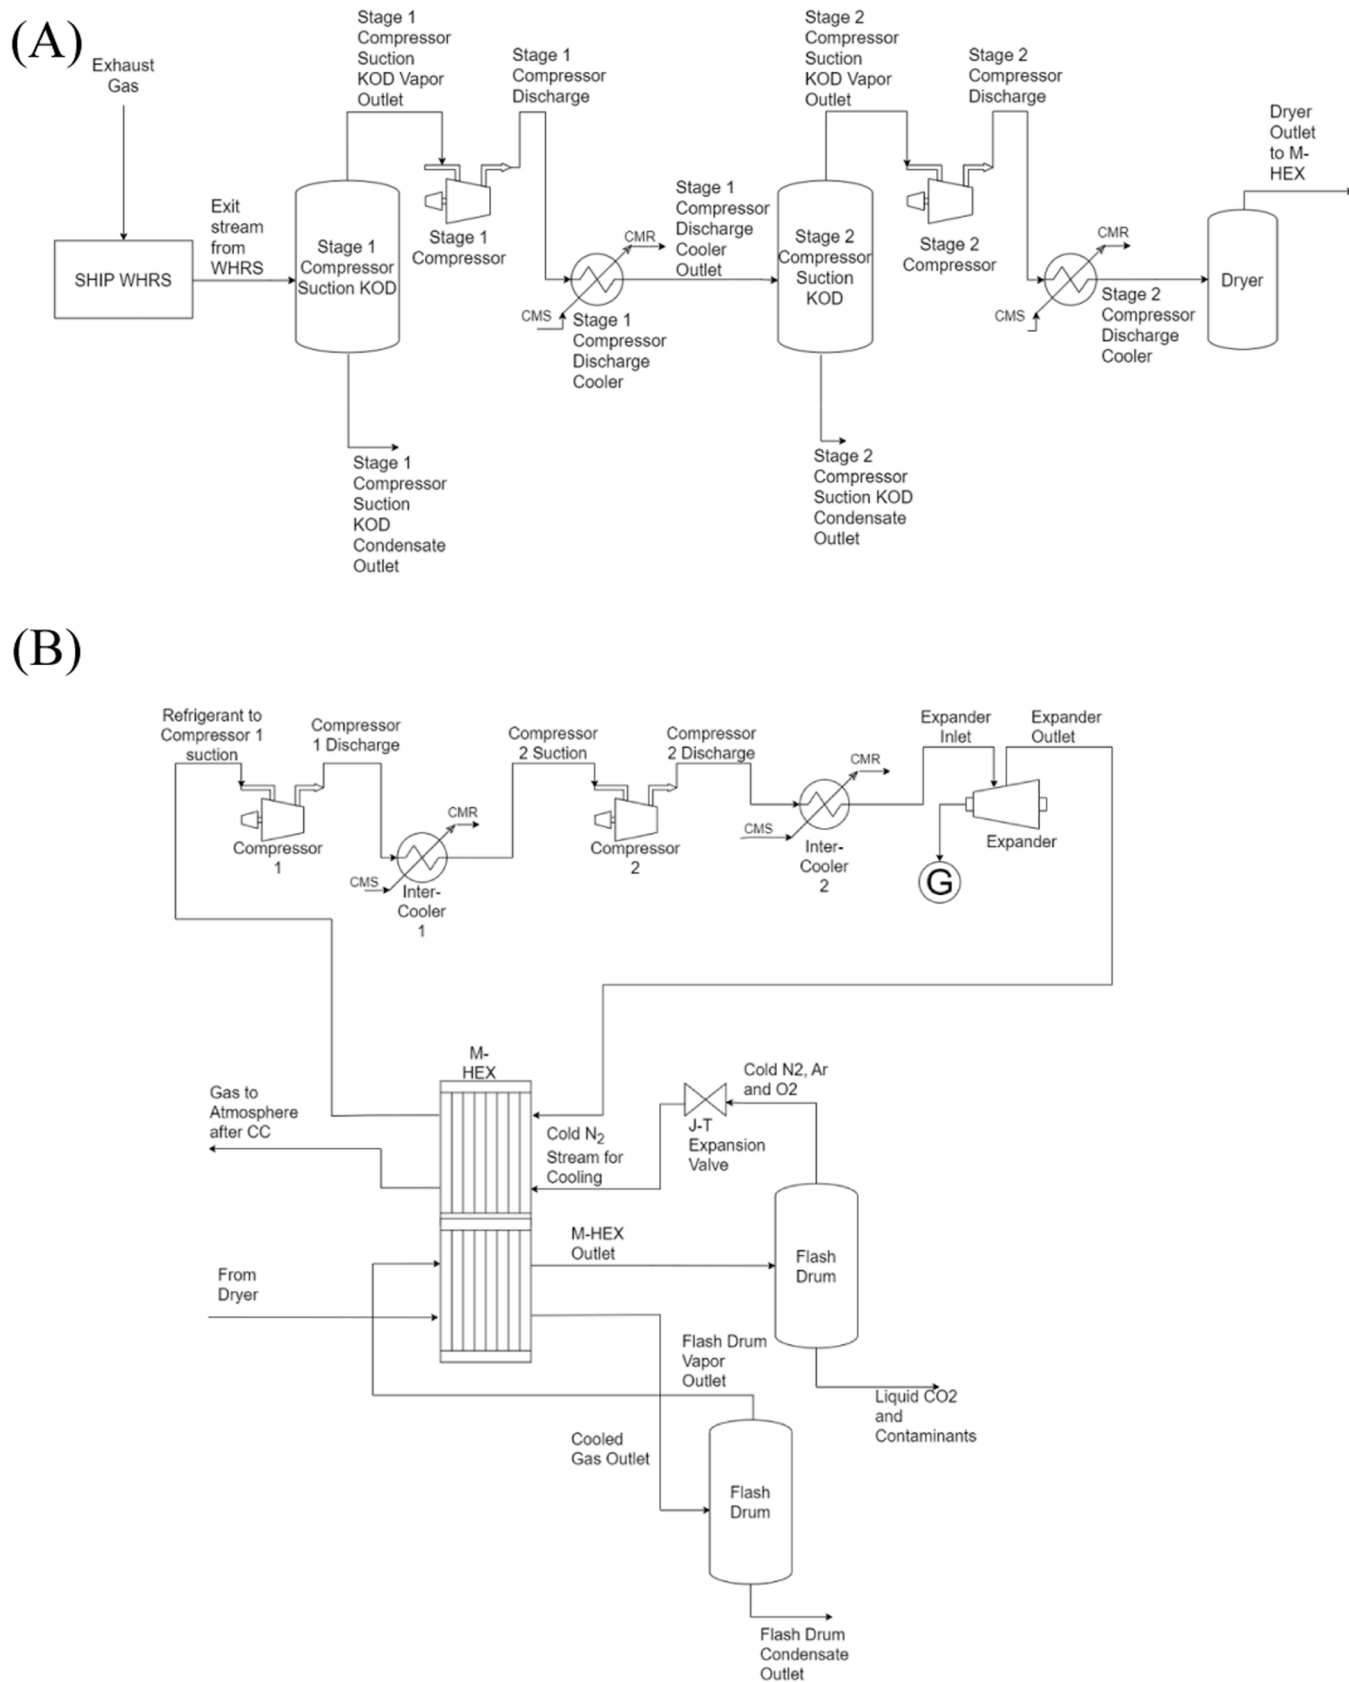 (A)
Exhaust
Gas
SHIP WHRS
Exit
stream
from
WHRS
Stage 1
Compressor
Suction KOD
Stage 1
Compressor
Suction
KOD Vapor
Outlet
Stage 1
Compressor
Stage 1
Compressor
Discharge
CMR
CMS
Stage 1
Compressor
Discharge
Cooler
Stage 1
Compressor
Discharge
Cooler
Outlet
Stage 1
Compressor
Suction
KOD
Condensate
Outlet
Stage 2
Compressor
Suction
KOD
Stage 2
Compressor
Suction
KOD Vapor
Outlet
Stage 2
Compressor
Stage 2
Compressor
Discharge
CMR
CMS
Stage 2
Compressor
Discharge
Cooler
Stage 2
Compressor
Suction KOD
Condensate
Outlet
Dryer
Dryer
Outlet
to M-
HEX
(B)
Refrigerant to
Compressor 1
suction
Compressor
1
Compressor
1 Discharge
CMR
CMS
Inter-
Cooler
1
Compressor
2 Suction
Compressor
2
Compressor
2 Discharge
CMR
CMS
Inter-
Cooler
2
Expander
Inlet
Expander
Outlet
Expander
G
M-
HEX
Gas to
Atmosphere
after CC
Cold N2
Stream for
Cooling
J-T
Expansion
Valve
Cold N2, Ar
and O2
M-HEX
Outlet
Flash
Drum
From
Dryer
Flash Drum
Vapor
Outlet
Liquid CO2
and
Contaminants
Cooled
Gas Outlet
Flash
Drum
Flash Drum
Condensate
Outlet